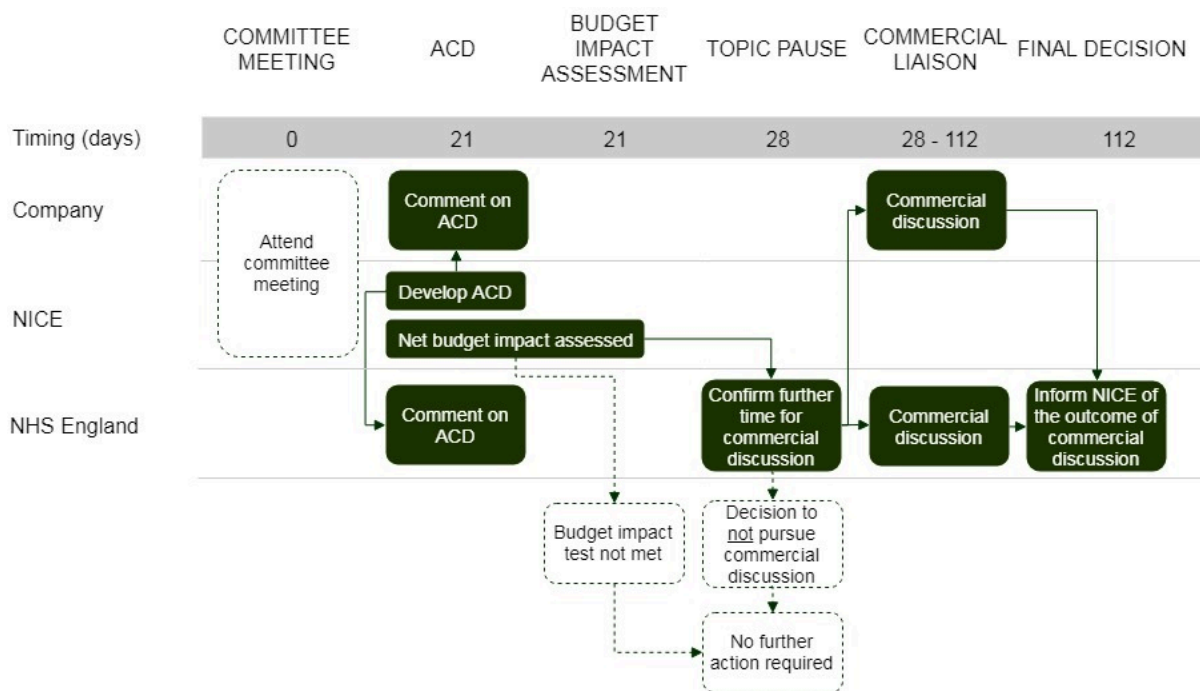 COMMITTEE
MEETING
ACD
BUDGET
IMPACT
ASSESSMENT
TOPIC PAUSE
COMMERCIAL
LIAISON
FINAL DECISION
Timing (days)
0
21
21
28
28 - 112
112
Company
Attend
committee
meeting
Comment on
ACD
Commercial
discussion
NICE
Develop ACD
Net budget impact assessed
NHS England
Comment on
ACD
Confirm further
time for
commercial
discussion
Commercial
discussion
Inform NICE of
the outcome of
commercial
discussion
Budget impact
test not met
Decision to
not pursue
commercial
discussion
No further
action required